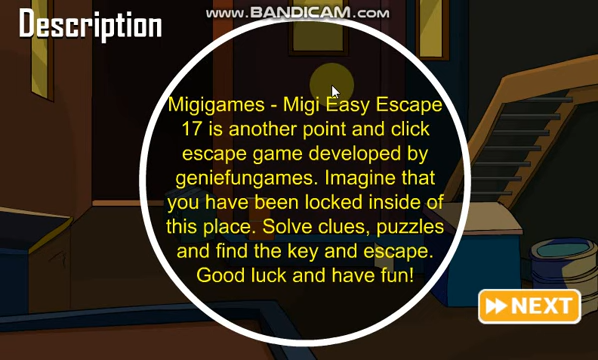 www.BANDICAM.com
Description
Migigames - Migi Easy Escape
17 is another point and click
escape game developed by
geniefungames. Imagine that
you have been locked inside of
this place. Solve clues, puzzles
and find the key and escape.
Good luck and have fun!
NEXT